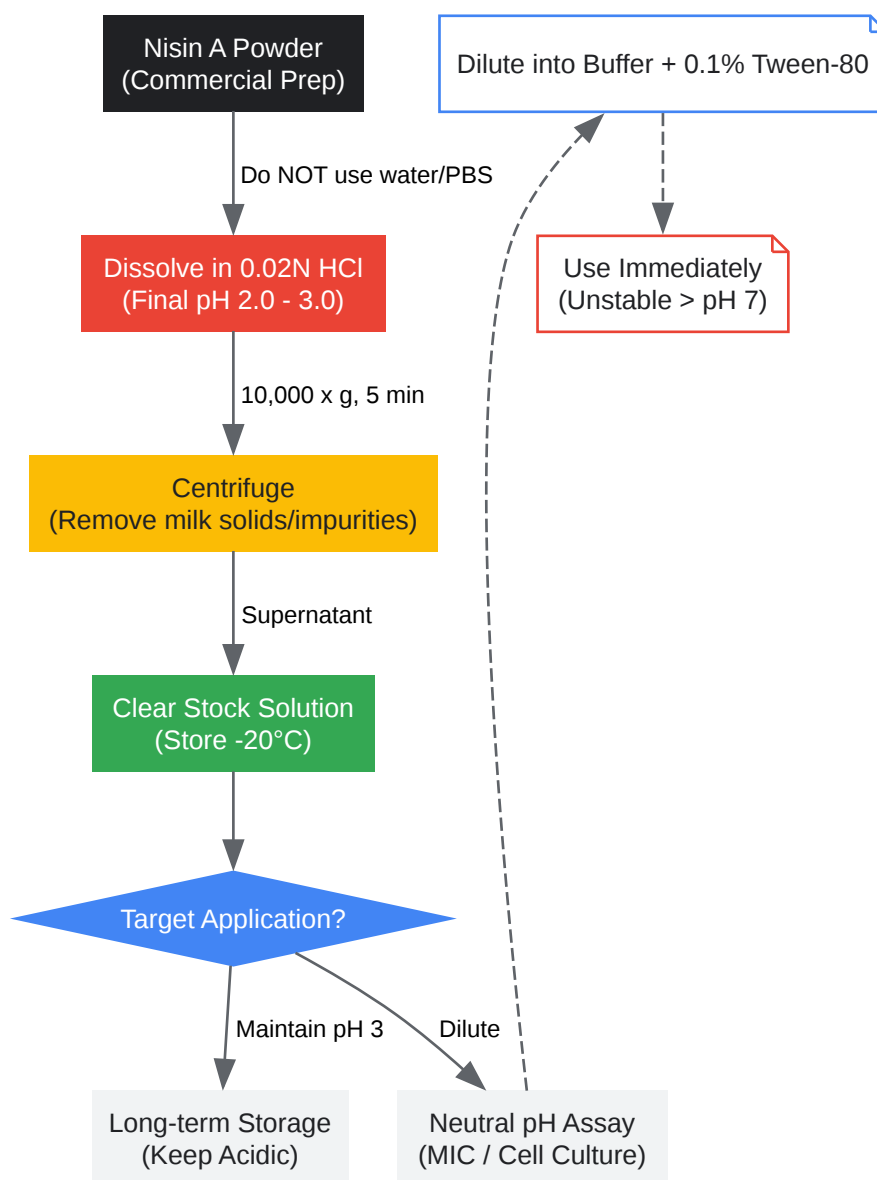 Nisin A Powder
(Commercial Prep)
Do NOT use water/PBS
Dissolve in 0.02N HCl
(Final pH 2.0 - 3.0)
10,000 x g, 5 min
Centrifuge
(Remove milk solids/impurities)
Supernatant
Clear Stock Solution
(Store -20°C)
Target Application?
Maintain pH 3
Dilute
Long-term Storage
(Keep Acidic)
Neutral pH Assay
(MIC / Cell Culture)
Dilute into Buffer + 0.1% Tween-80
Use Immediately
(Unstable > pH 7)